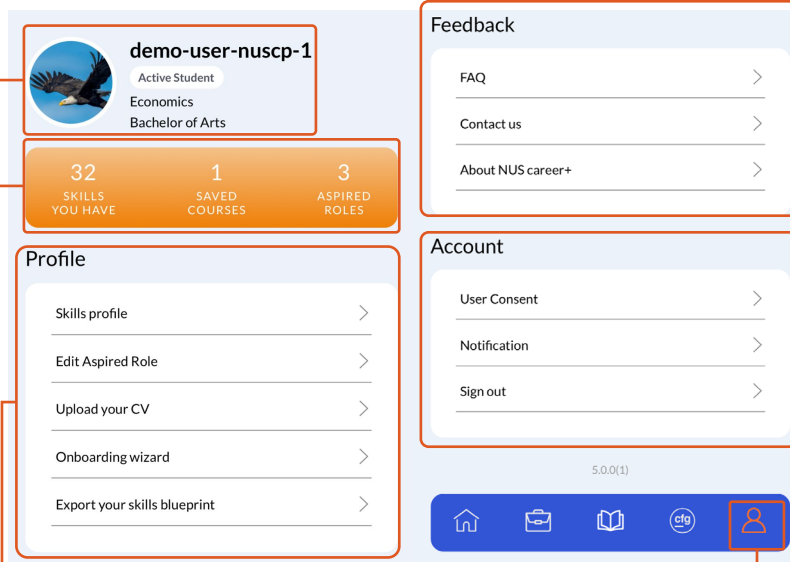 demo-user-nuscp-1
Active Student
Economics
Bachelor of Arts
32
SKILLS
YOU HAVE
1
SAVED
COURSES
3
ASPIRED
ROLES
Profile
Skills profile
Edit Aspired Role
Upload your CV
Onboarding wizard
Export your skills blueprint
Feedback
FAQ
Contact us
About NUS career+
Account
User Consent
Notification
Sign out
5.0.0(1)
cfg